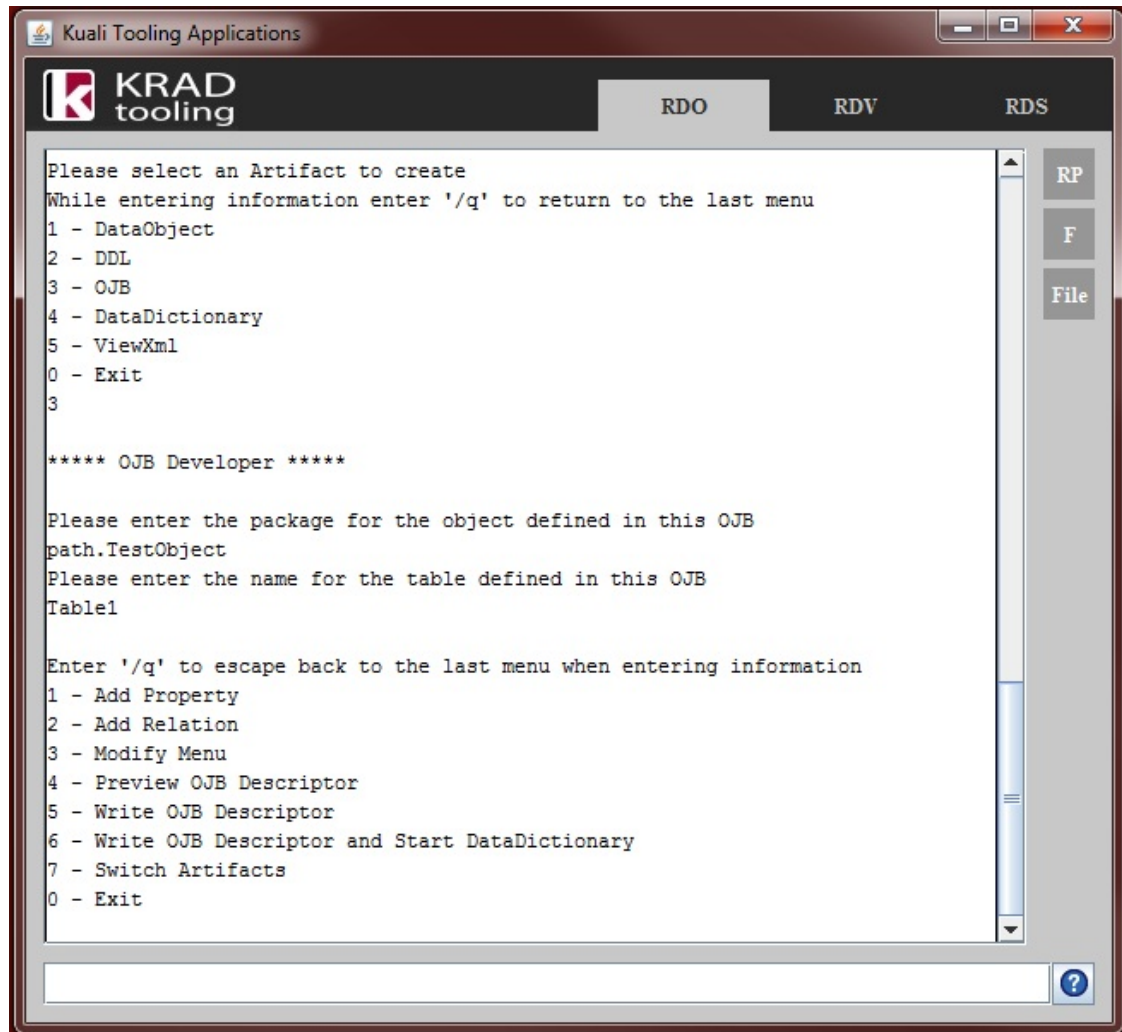 Kuali Tooling Applications
KRAD
tooling
RDO
RDV
RDS
Please select an Artifact to create
While entering information enter '/q' to return to the last menu
1 - DataObject
2 - DDL
3 - OJB
4 - DataDictionary
5 - ViewXml
0 - Exit
3
***** OJB Developer *****
Please enter the package for the object defined in this OJB
path.TestObject
Please enter the name for the table defined in this OJB
Table1
Enter '/q' to escape back to the last menu when entering information
1 - Add Property
2 - Add Relation
3 - Modify Menu
4 - Preview OJB Descriptor
5 - Write OJB Descriptor
6 - Write OJB Descriptor and Start DataDictionary
7 - Switch Artifacts
0 - Exit
RP
F
File
?